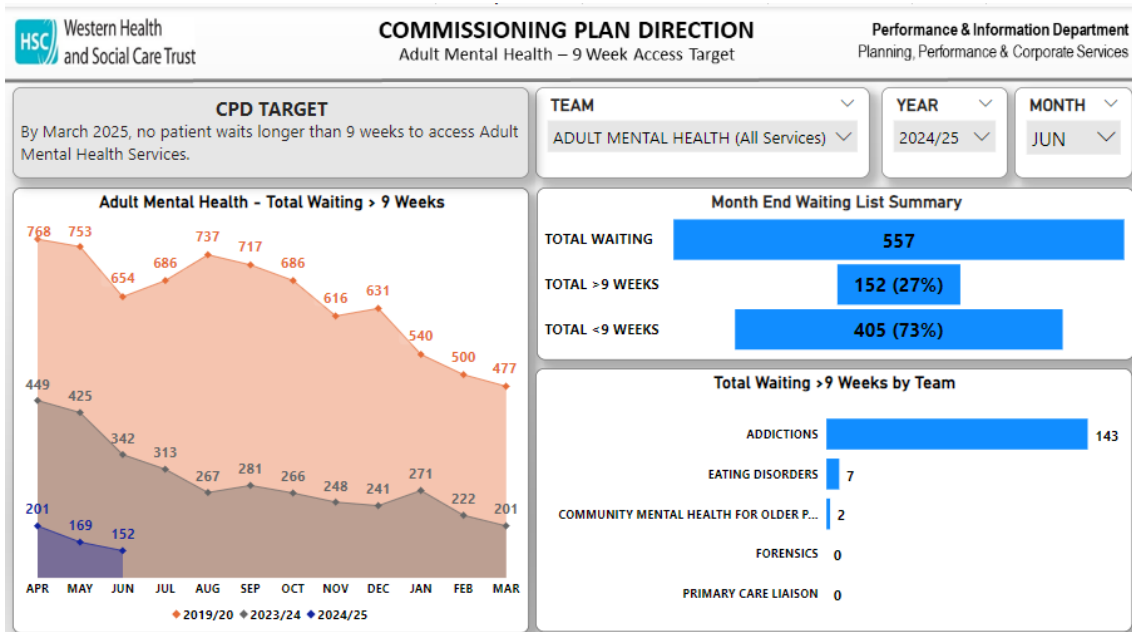 HSC
Western Health
and Social Care Trust
COMMISSIONING PLAN DIRECTION
Adult Mental Health – 9 Week Access Target
Performance & Information Department
Planning, Performance & Corporate Services
CPD TARGET
By March 2025, no patient waits longer than 9 weeks to access Adult
Mental Health Services.
TEAM
ADULT MENTAL HEALTH (All Services)
YEAR
2024/25
MONTH
JUN
Adult Mental Health - Total Waiting > 9 Weeks
768 753 654 686 737 717 686 616 631 540 500 477
449 425 342 313 267 281 266 248 241 271 222 201
201 169 152
APR MAY JUN JUL AUG SEP OCT NOV DEC JAN FEB MAR
2019/20 2023/24 2024/25
Month End Waiting List Summary
TOTAL WAITING 557
TOTAL >9 WEEKS 152 (27%)
TOTAL <9 WEEKS 405 (73%)
Total Waiting >9 Weeks by Team
ADDICTIONS 143
EATING DISORDERS 7
COMMUNITY MENTAL HEALTH FOR OLDER P... 2
FORENSICS 0
PRIMARY CARE LIAISON 0